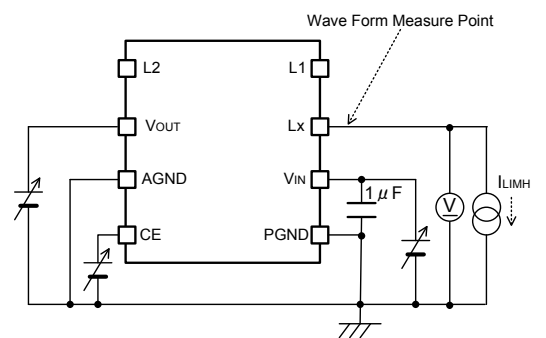 Wave Form Measure Point
L2
L1
VOUT
Lx
AGND
VIN
1μF
CE
PGND
V
ILIMH